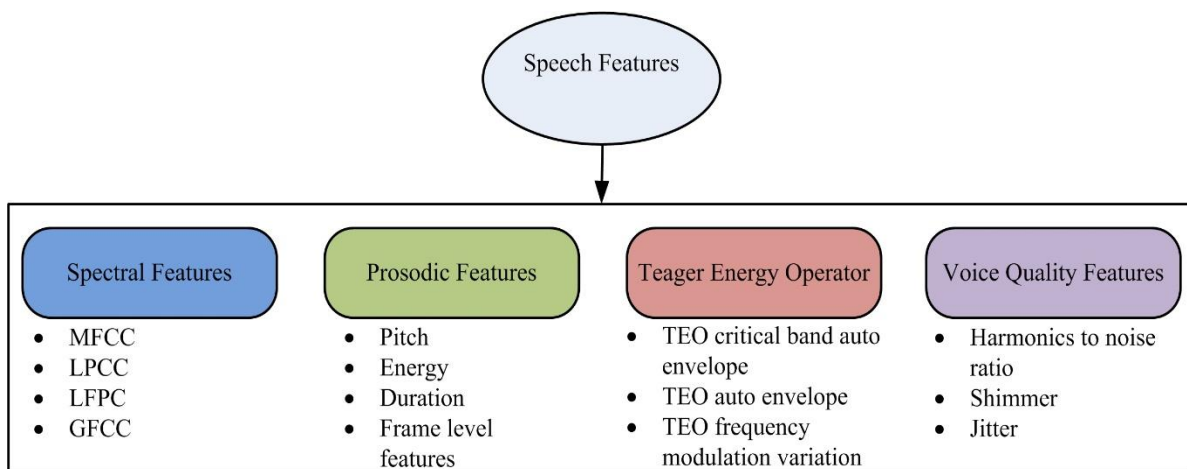 Speech Features
Spectral Features
• MFCC
• LPCC
• LFPC
• GFCC
Prosodic Features
• Pitch
• Energy
• Duration
• Frame level
features
Teager Energy Operator
• TEO critical band auto
envelope
• TEO auto envelope
• TEO frequency
modulation variation
Voice Quality Features
• Harmonics to noise
ratio
• Shimmer
• Jitter